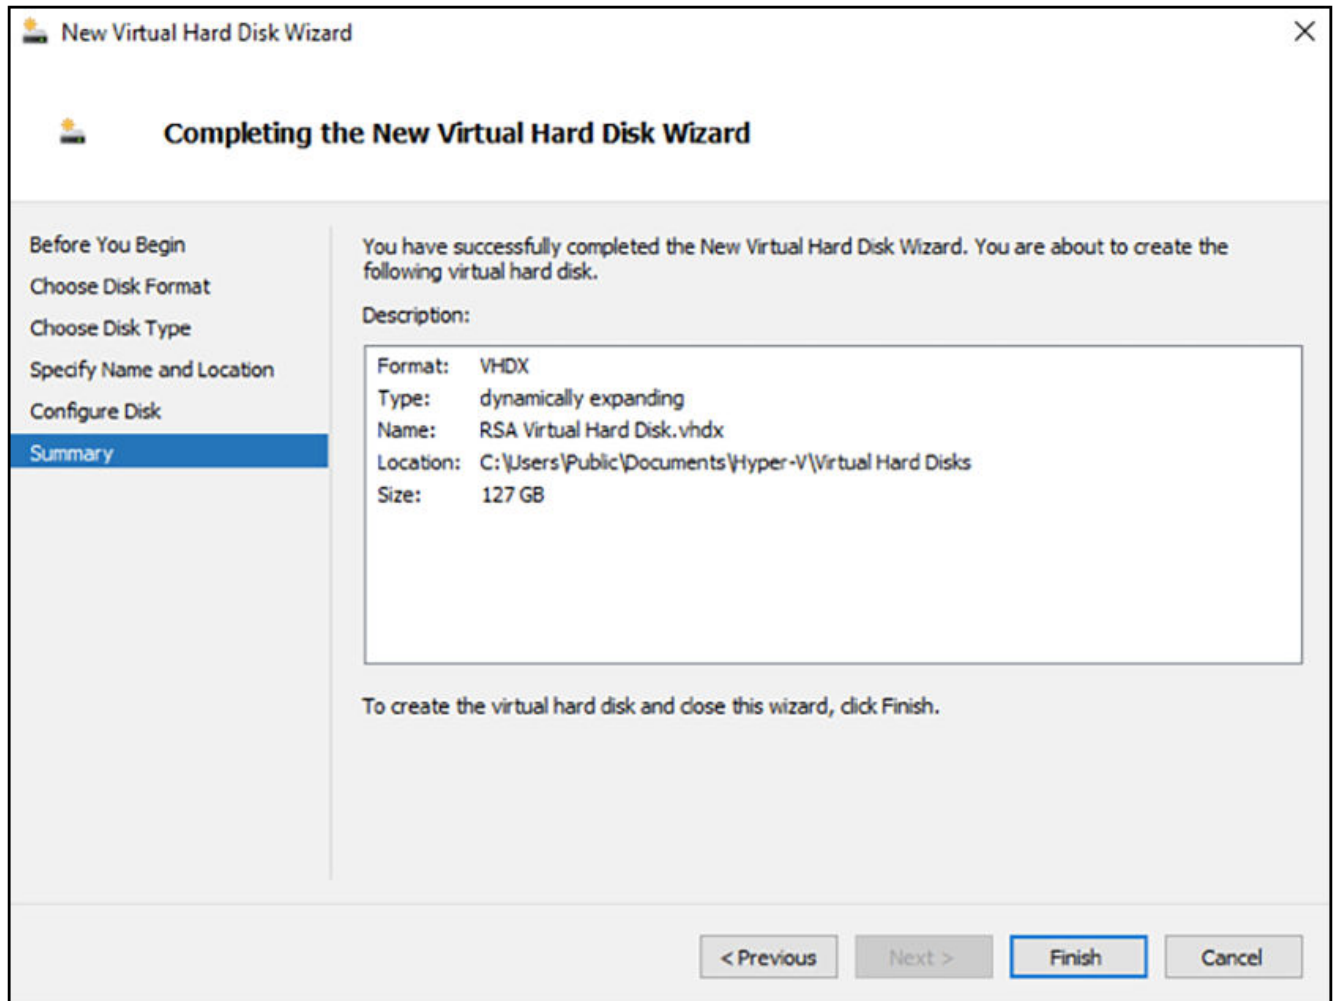 New Virtual Hard Disk Wizard
Completing the New Virtual Hard Disk Wizard
Before You Begin
Choose Disk Format
Choose Disk Type
Specify Name and Location
Configure Disk
Summary
You have successfully completed the New Virtual Hard Disk Wizard. You are about to create the
following virtual hard disk.
Description:
Format: VHDX
Type: dynamically expanding
Name: RSA Virtual Hard Disk.vhdx
Location: C:\Users\Public\Documents\Hyper-V\Virtual Hard Disks
Size: 127 GB
To create the virtual hard disk and close this wizard, click Finish.
< Previous Next > Finish Cancel